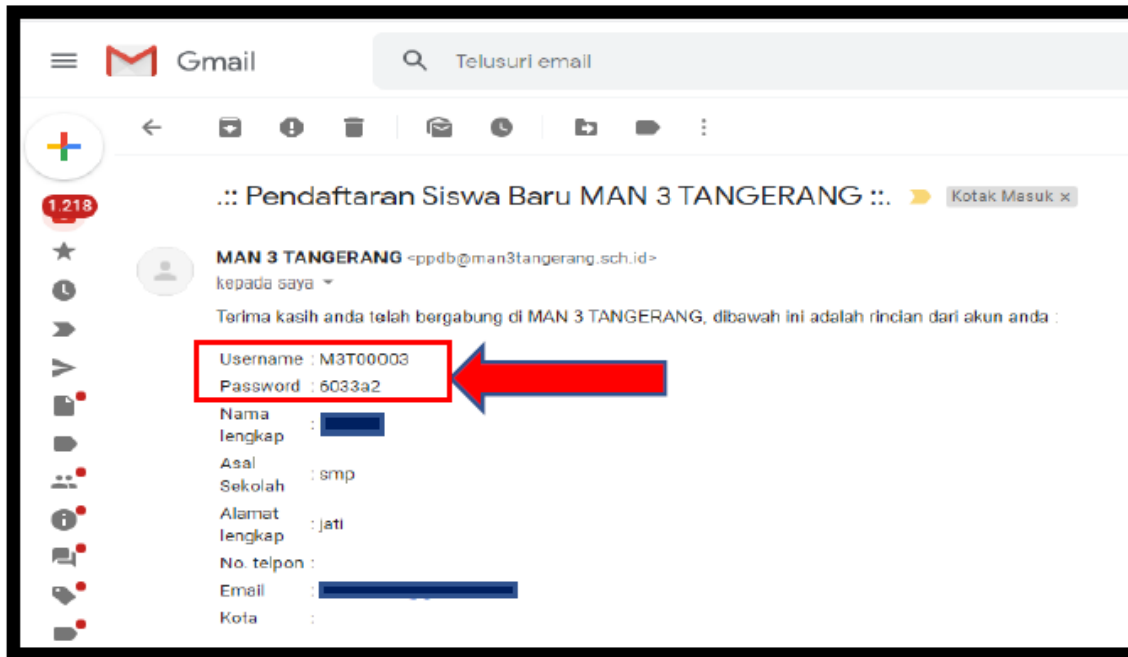 Gmail
Telusuri email
.:: Pendaftaran Siswa Baru MAN 3 TANGERANG ::. Kotak Masuk x
1.218
MAN 3 TANGERANG <ppdb@man3tangerang.sch.id>
kepada saya
Terima kasih anda telah bergabung di MAN 3 TANGERANG, dibawah ini adalah rincian dari akun anda :
Username : M3T00003
Password : 6033a2
Nama
lengkap :
Asal
Sekolah : smp
Alamat
lengkap : jati
No. telpon :
Email :
Kota :